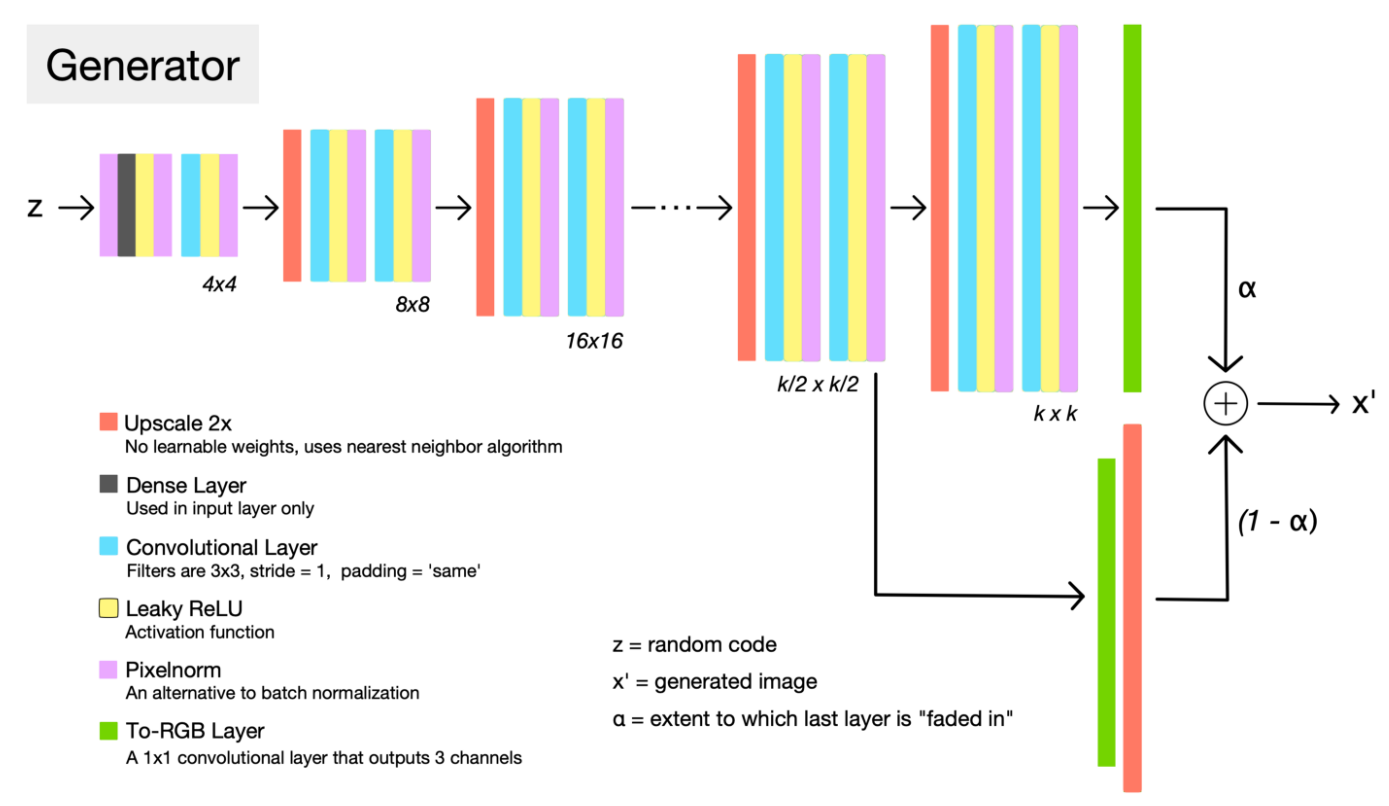 Generator
z
4x4
8x8
16x16
...
k/2 x k/2
k x k
α
x'
(1 - α)
Upscale 2x
No learnable weights, uses nearest neighbor algorithm
Dense Layer
Used in input layer only
Convolutional Layer
Filters are 3x3, stride = 1, padding = 'same'
Leaky ReLU
Activation function
Pixelnorm
An alternative to batch normalization
To-RGB Layer
A 1x1 convolutional layer that outputs 3 channels
z = random code
x' = generated image
α = extent to which last layer is "faded in"